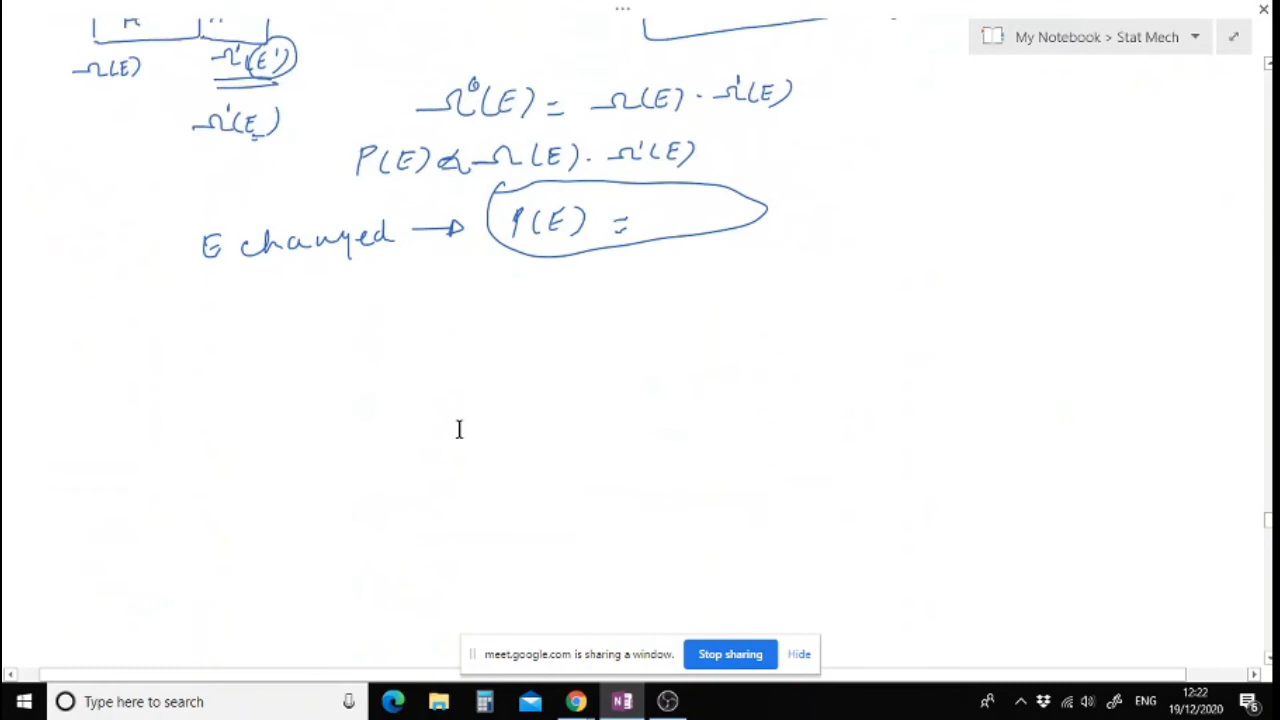 My Notebook > Stat Mech
Ω(E) Ω'(E')
Ω'(E)
Ω⁰(E) = Ω(E) · Ω'(E)
P(E) ∝ Ω(E) · Ω'(E)
E changed → P(E) =
meet.google.com is sharing a window. Stop sharing Hide
Type here to search
ENG
12:22
19/12/2020
6